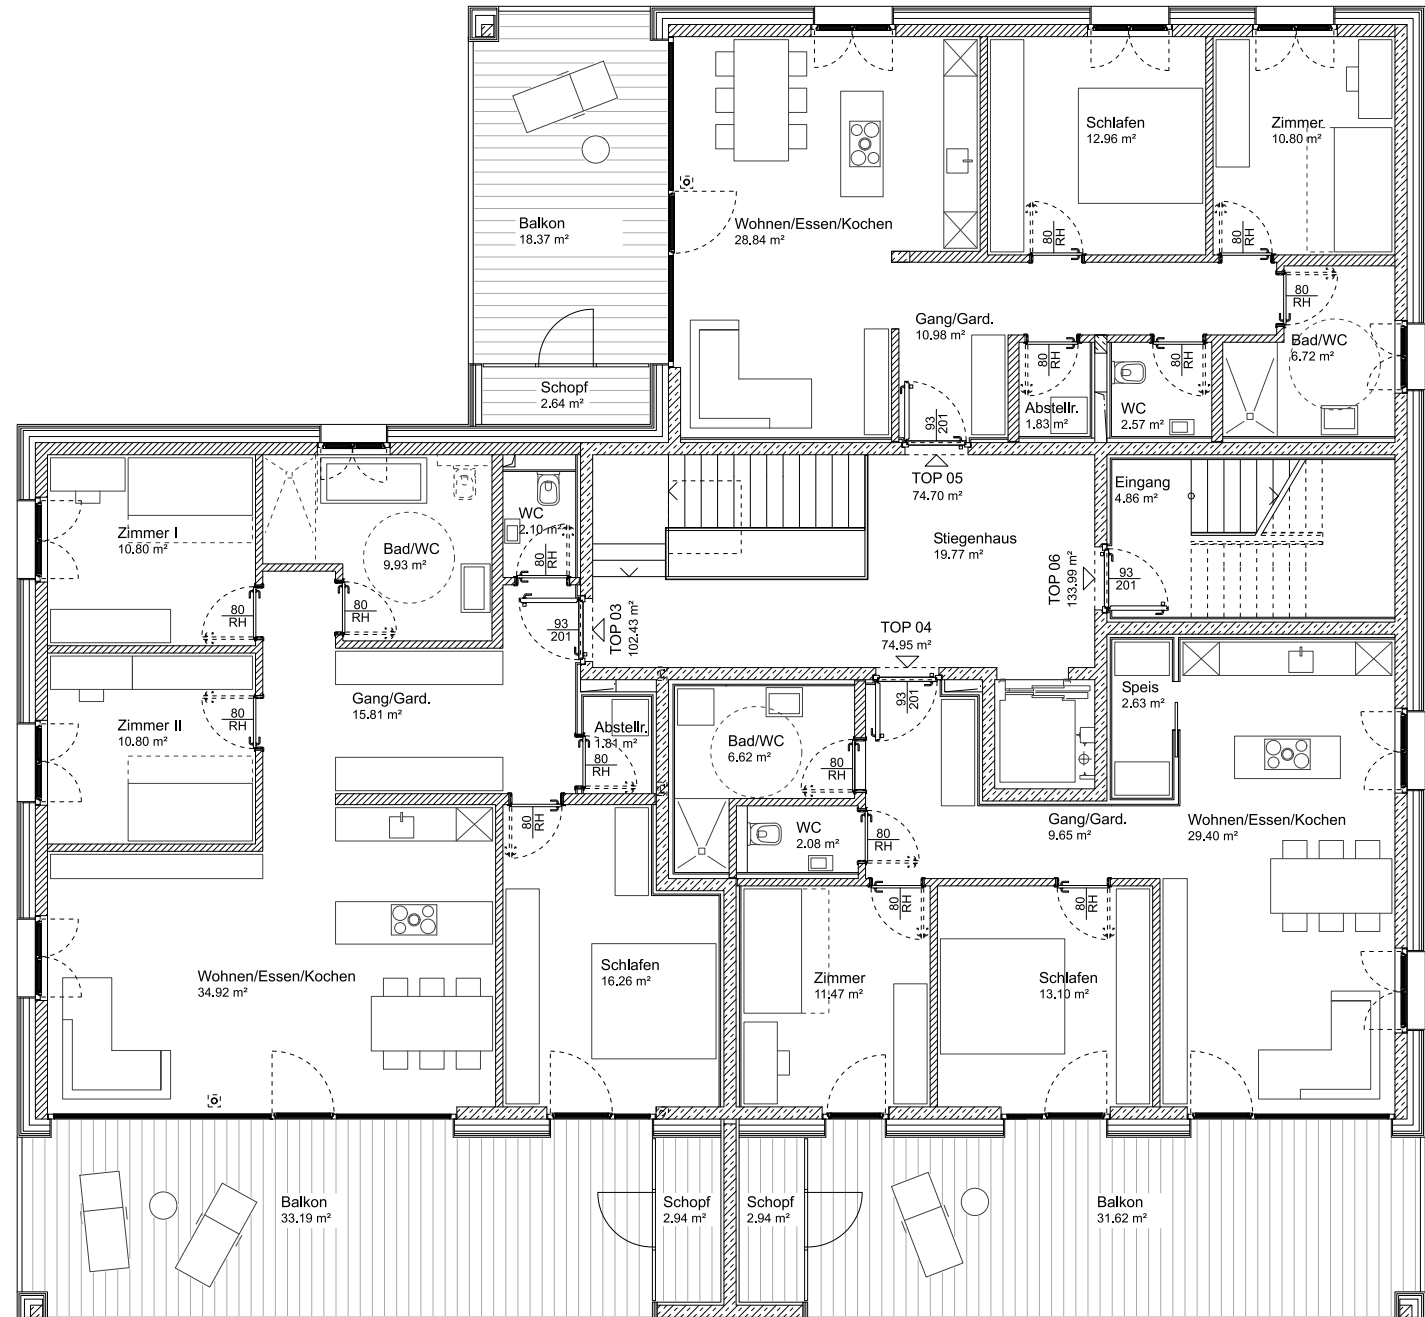 Schlafen
12.96 m²
Zimmer
10.80 m²
Balkon
18.37 m²
Wohnen/Essen/Kochen
28.84 m²
80
RH
80
RH
80
RH
Gang/Gard.
10.98 m²
Bad/WC
6.72 m²
80
RH
80
RH
Schopf
2.64 m²
Abstellr.
1.83 m²
WC
2.57 m²
93
201
TOP 05
74.70 m²
Eingang
4.86 m²
Zimmer I
10.80 m²
Bad/WC
9.93 m²
WC
2.10 m²
80
RH
Stiegenhaus
19.77 m²
TOP 06
133.99 m²
93
201
80
RH
80
RH
93
201
TOP 03
102.43 m²
TOP 04
74.95 m²
93
201
Speis
2.63 m²
Gang/Gard.
15.81 m²
Zimmer II
10.80 m²
80
RH
Abstellr.
1.81 m²
80
RH
Bad/WC
6.62 m²
80
RH
80
RH
WC
2.08 m²
80
RH
Gang/Gard.
9.65 m²
Wohnen/Essen/Kochen
29.40 m²
80
RH
80
RH
Wohnen/Essen/Kochen
34.92 m²
Schlafen
16.26 m²
Zimmer
11.47 m²
Schlafen
13.10 m²
Balkon
33.19 m²
Schopf
2.94 m²
Schopf
2.94 m²
Balkon
31.62 m²